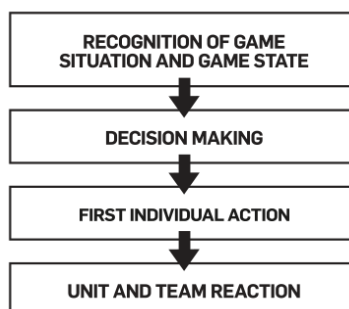 RECOGNITION OF GAME
SITUATION AND GAME STATE
DECISION MAKING
FIRST INDIVIDUAL ACTION
UNIT AND TEAM REACTION